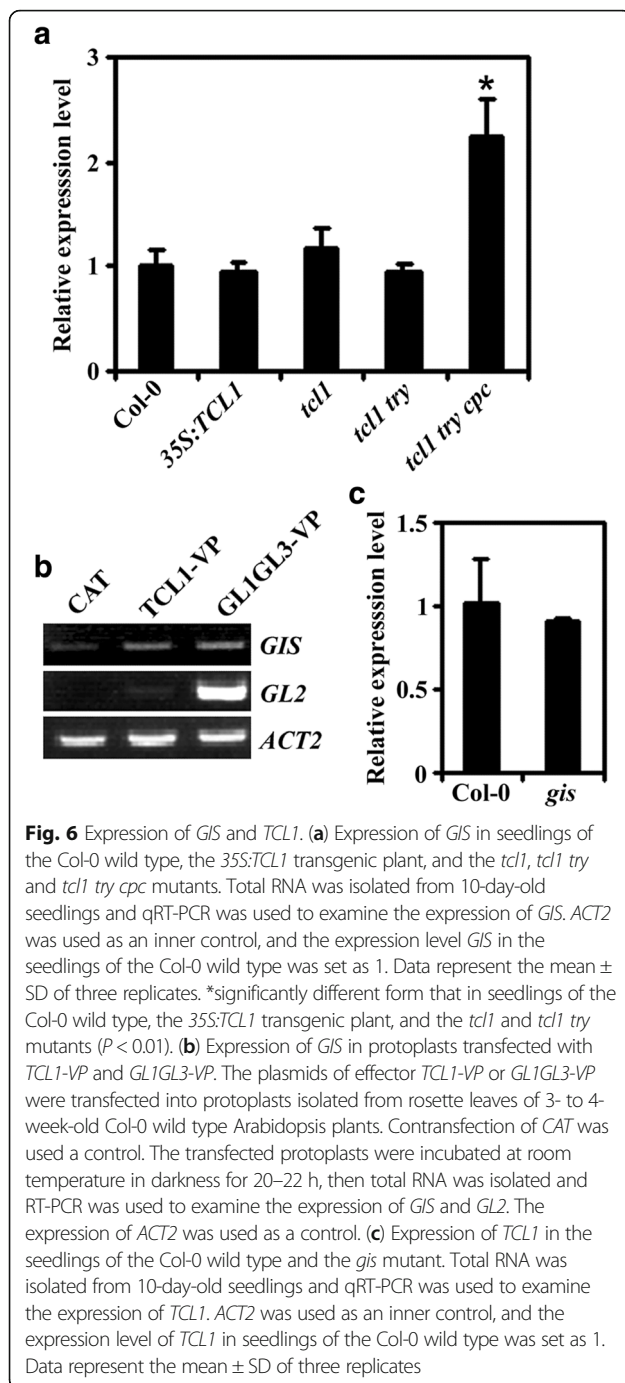 a
Relative expresssion level
3
2
1
0
*
Col-0
35S:TCL1
tcl1
tcl1 try
tcl1 try cpc
b
CAT
TCL1-VP
GL1GL3-VP
GIS
GL2
ACT2
c
Relative expresssion level
1.5
1
0.5
0
Col-0
gis
Fig. 6 Expression of GIS and TCL1. (a) Expression of GIS in seedlings of
the Col-0 wild type, the 35S:TCL1 transgenic plant, and the tcl1, tcl1 try
and tcl1 try cpc mutants. Total RNA was isolated from 10-day-old
seedlings and qRT-PCR was used to examine the expression of GIS. ACT2
was used as an inner control, and the expression level GIS in the
seedlings of the Col-0 wild type was set as 1. Data represent the mean ±
SD of three replicates. *significantly different form that in seedlings of the
Col-0 wild type, the 35S:TCL1 transgenic plant, and the tcl1 and tcl1 try
mutants (P < 0.01). (b) Expression of GIS in protoplasts transfected with
TCL1-VP and GL1GL3-VP. The plasmids of effector TCL1-VP or GL1GL3-VP
were transfected into protoplasts isolated from rosette leaves of 3- to 4-
week-old Col-0 wild type Arabidopsis plants. Contransfection of CAT was
used a control. The transfected protoplasts were incubated at room
temperature in darkness for 20–22 h, then total RNA was isolated and
RT-PCR was used to examine the expression of GIS and GL2. The
expression of ACT2 was used as a control. (c) Expression of TCL1 in the
seedlings of the Col-0 wild type and the gis mutant. Total RNA was
isolated from 10-day-old seedlings and qRT-PCR was used to examine
the expression of TCL1. ACT2 was used as an inner control, and the
expression level of TCL1 in seedlings of the Col-0 wild type was set as 1.
Data represent the mean ± SD of three replicates